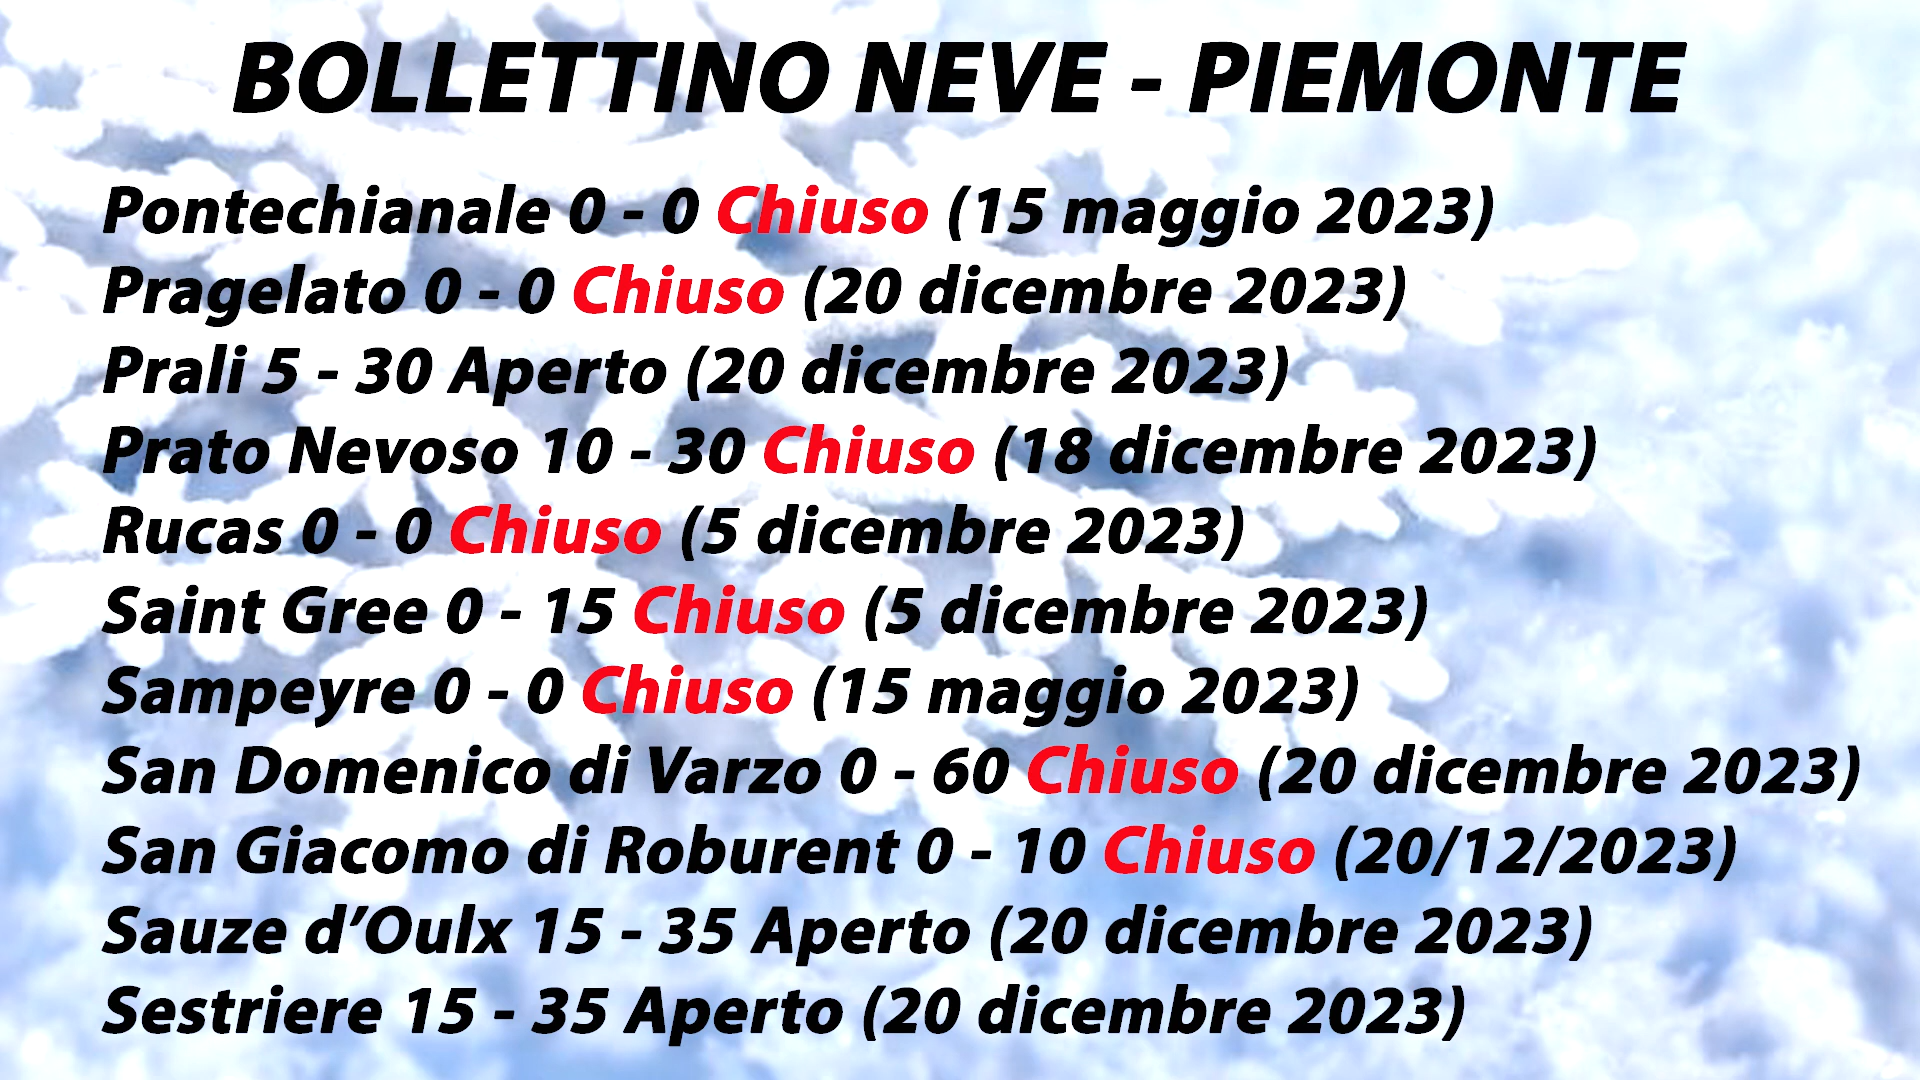 BOLLETTINO NEVE - PIEMONTE
Pontechianale 0 - 0 Chiuso (15 maggio 2023)
Pragelato 0 - 0 Chiuso (20 dicembre 2023)
Prali 5 - 30 Aperto (20 dicembre 2023)
Prato Nevoso 10 - 30 Chiuso (18 dicembre 2023)
Rucas 0 - 0 Chiuso (5 dicembre 2023)
Saint Gree 0 - 15 Chiuso (5 dicembre 2023)
Sampeyre 0 - 0 Chiuso (15 maggio 2023)
San Domenico di Varzo 0 - 60 Chiuso (20 dicembre 2023)
San Giacomo di Roburent 0 - 10 Chiuso (20/12/2023)
Sauze d’Oulx 15 - 35 Aperto (20 dicembre 2023)
Sestriere 15 - 35 Aperto (20 dicembre 2023)